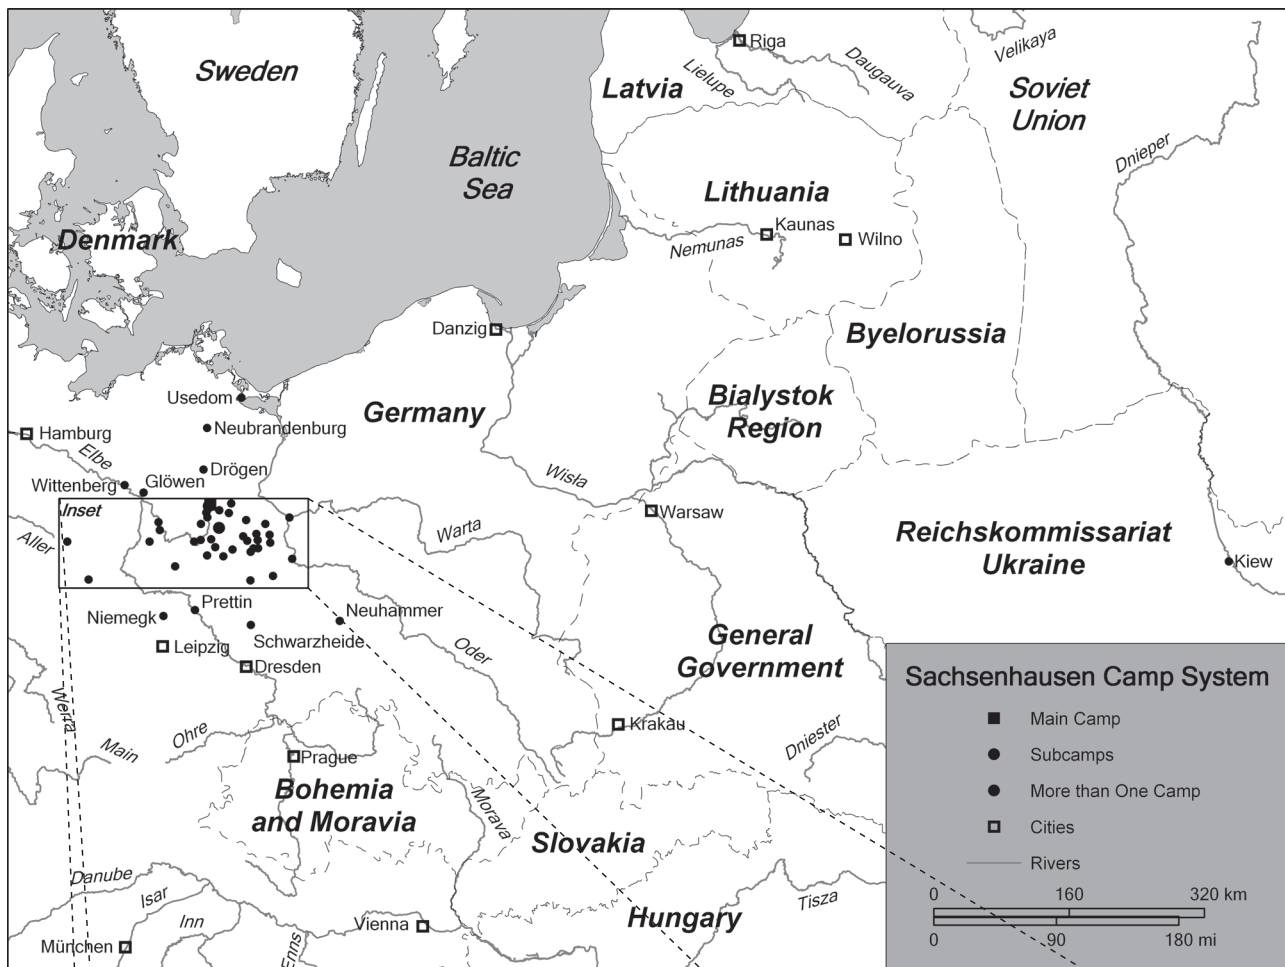 Sweden
Denmark
Baltic
Sea
Riga
Latvia
Lielupe
Daugauva
Velikaya
Soviet
Union
Dnieper
Lithuania
Kaunas
Nemunas
Wilno
Danzig
Byelorussia
Usedom
Germany
Bialystok
Region
Neubrandenburg
Hamburg
Elbe
Drögen
Wittenberg
Glöwen
Wisla
Inset
Warta
Warsaw
Aller
Reichskommissariat
Ukraine
Kiew
Prettin
Niemegk
Neuhammer
Leipzig
Schwarzheide
Dresden
Oder
General
Government
Werra
Main
Ohre
Krakau
Dniester
Prague
Bohemia
and Moravia
Morava
Slovakia
Danube
Isar
Inn
Enns
München
Vienna
Hungary
Tisza
Sachsenhausen Camp System
Main Camp
Subcamps
More than One Camp
Cities
Rivers
0 160 320 km
0 90 180 mi